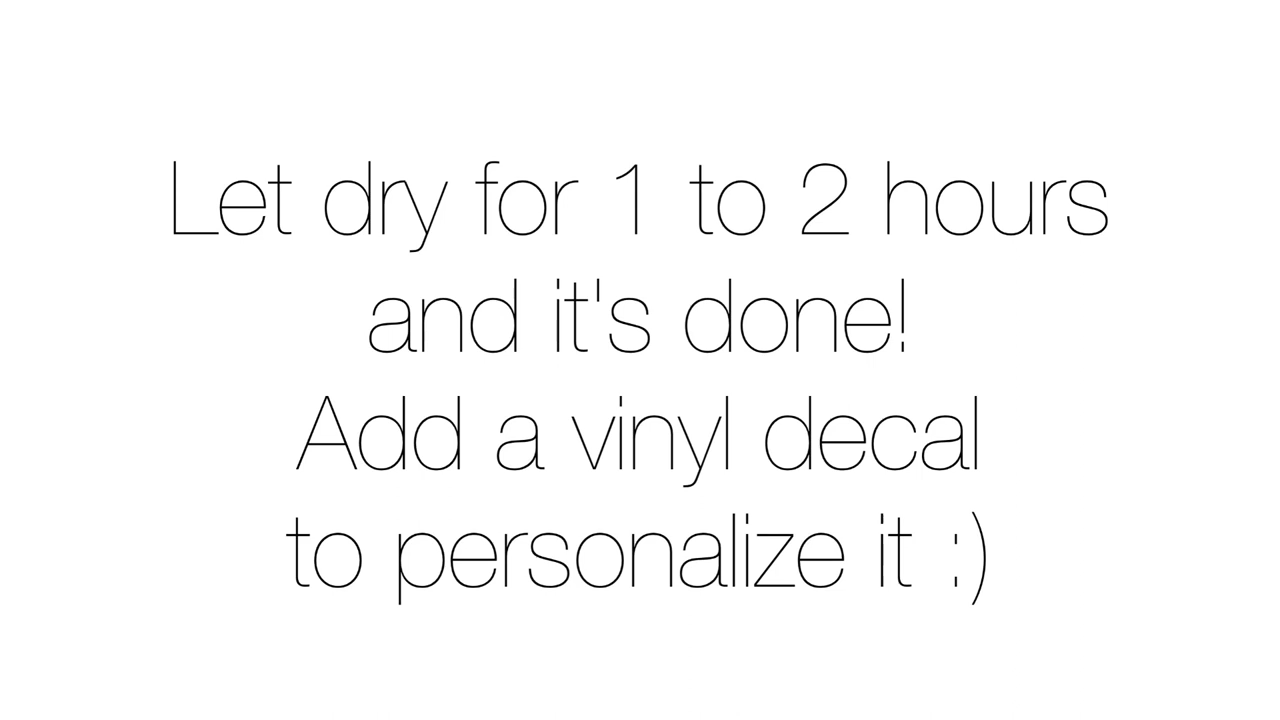 Let dry for 1 to 2 hours
and it's done!
Add a vinyl decal
to personalize it :)